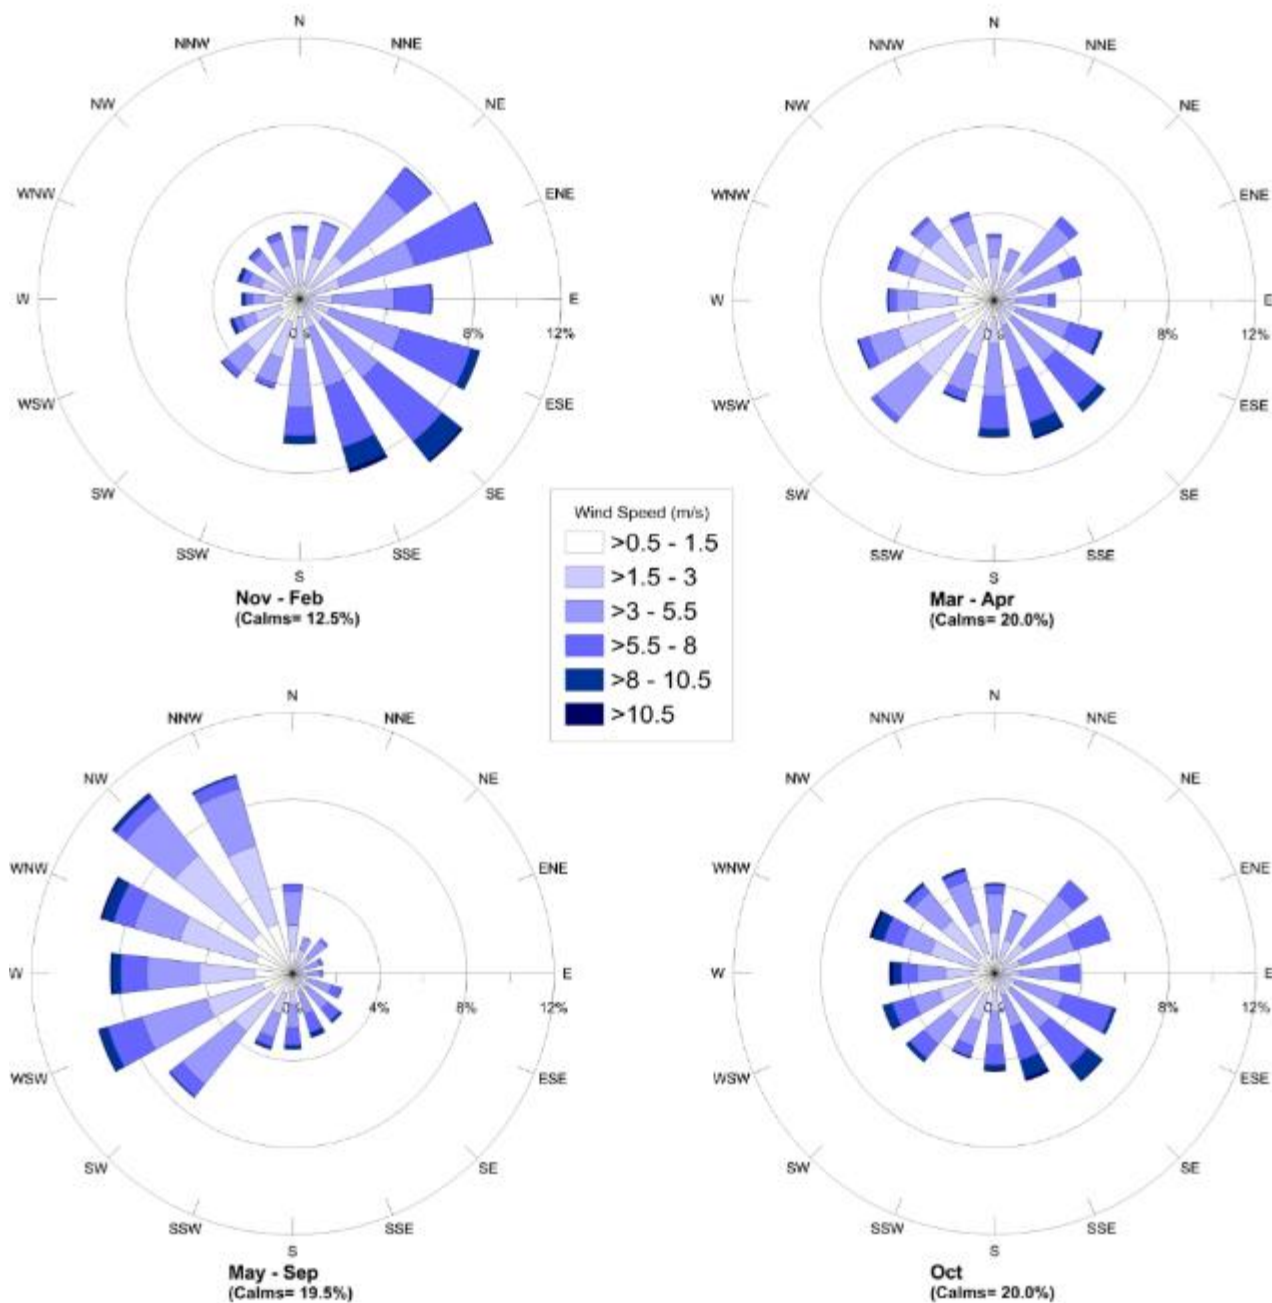 N
NNW NNE
NW NE
WNW ENE
W E
0% 8% 12%
WSW ESE
SW SE
SSW SSE
S
Nov - Feb
(Calms= 12.5%)
N
NNW NNE
NW NE
WNW ENE
W E
0% 8% 12%
WSW ESE
SW SE
SSW SSE
S
Mar - Apr
(Calms= 20.0%)
Wind Speed (m/s)
>0.5 - 1.5
>1.5 - 3
>3 - 5.5
>5.5 - 8
>8 - 10.5
>10.5
N
NNW NNE
NW NE
WNW ENE
W E
0% 4% 8% 12%
WSW ESE
SW SE
SSW SSE
S
May - Sep
(Calms= 19.5%)
N
NNW NNE
NW NE
WNW ENE
W E
0% 8% 12%
WSW ESE
SW SE
SSW SSE
S
Oct
(Calms= 20.0%)